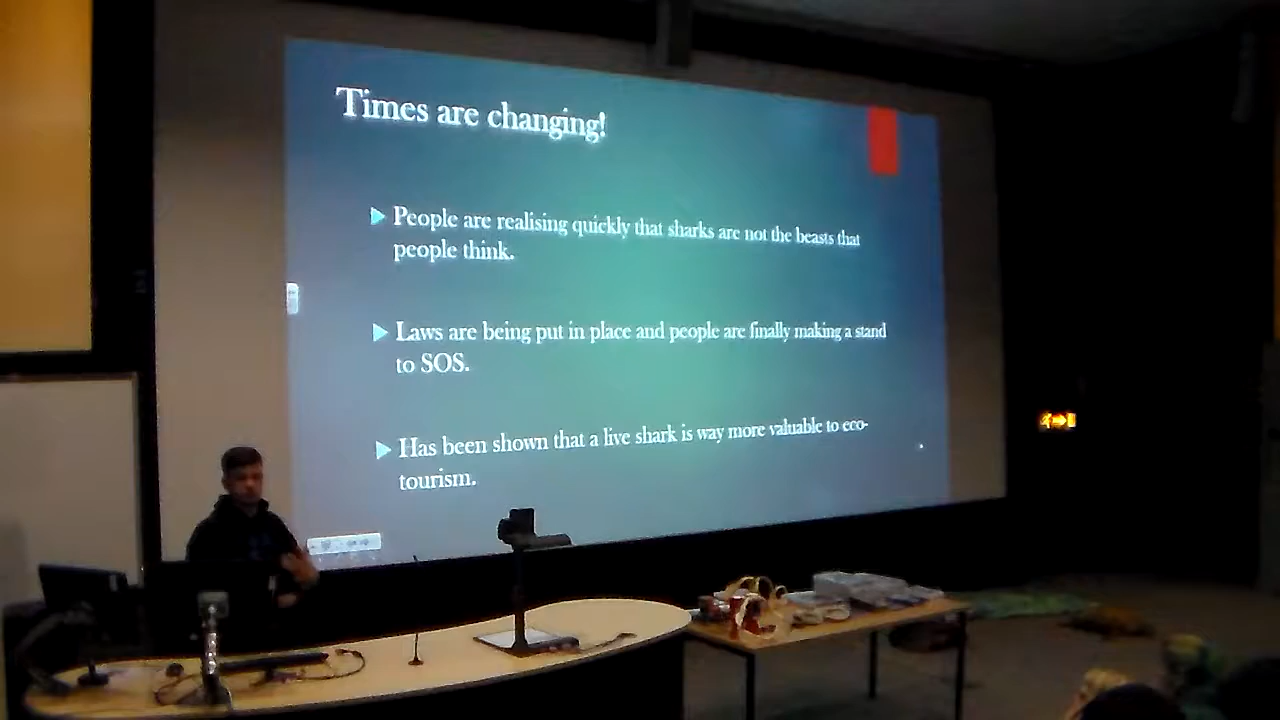 Times are changing!
People are realising quickly that sharks are not the beasts that
people think.
Laws are being put in place and people are finally making a stand
to SOS.
Has been shown that a live shark is way more valuable to eco-
tourism.